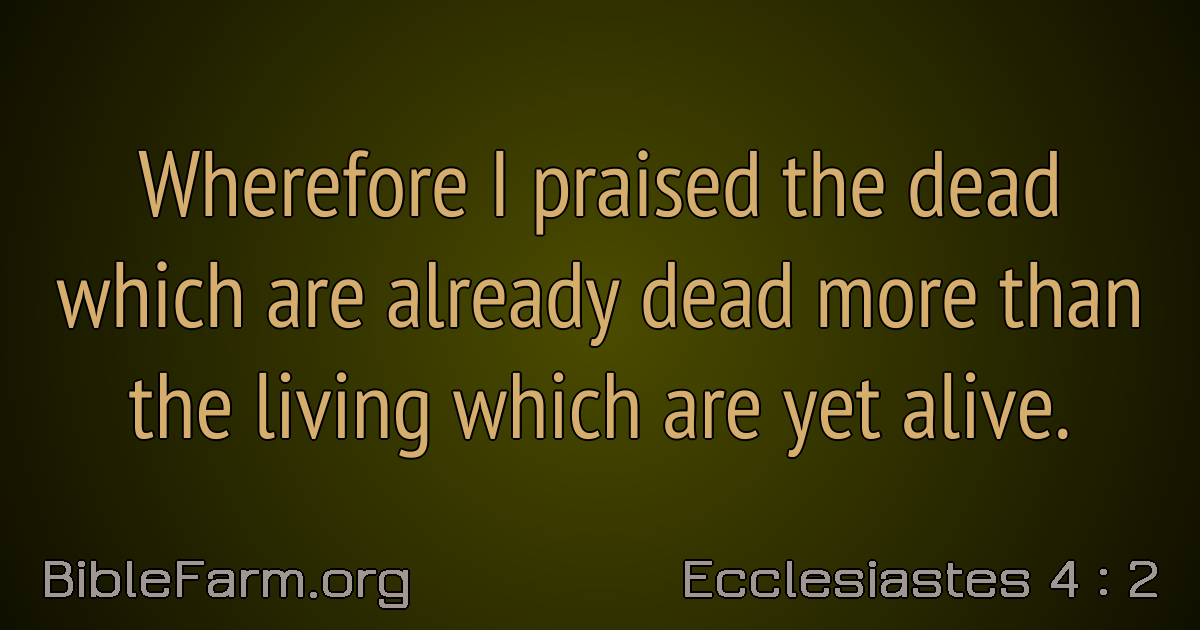 Wherefore I praised the dead
which are already dead more than
the living which are yet alive.
BibleFarm.org
Ecclesiastes 4 : 2